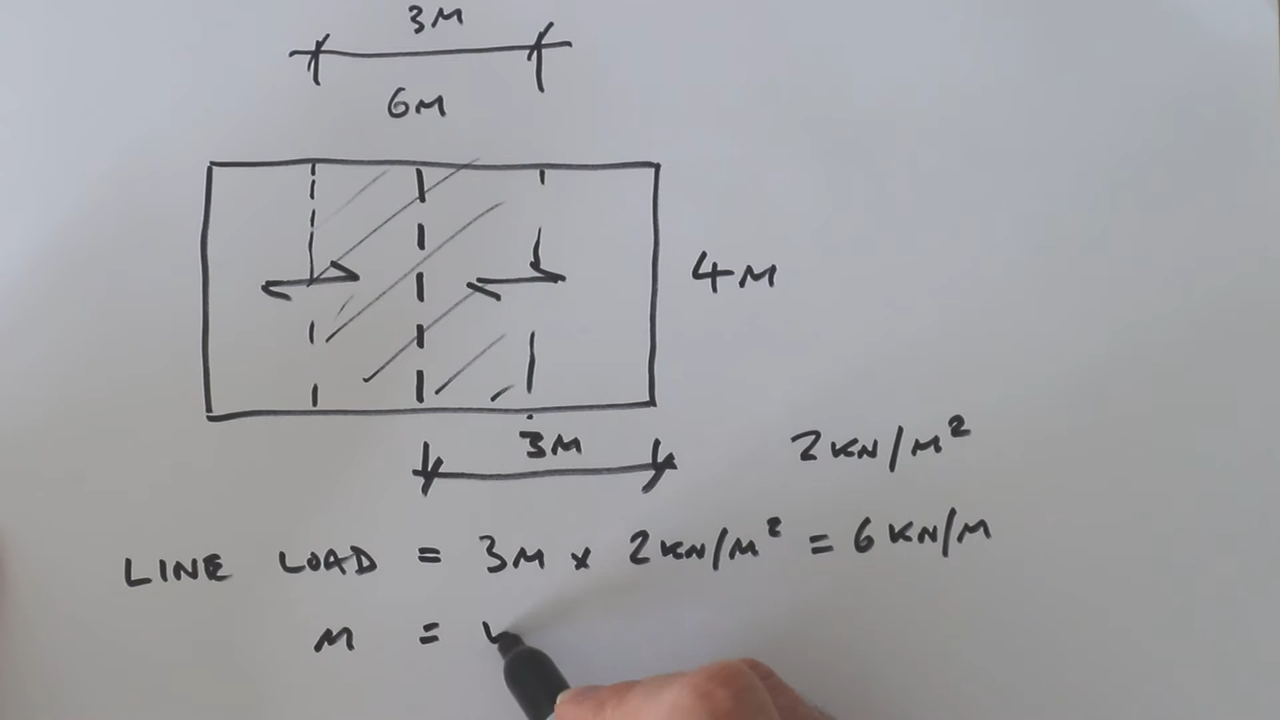 3M
6M
4M
3M
2KN/M²
LINE LOAD = 3M x 2KN/M² = 6KN/M
M =